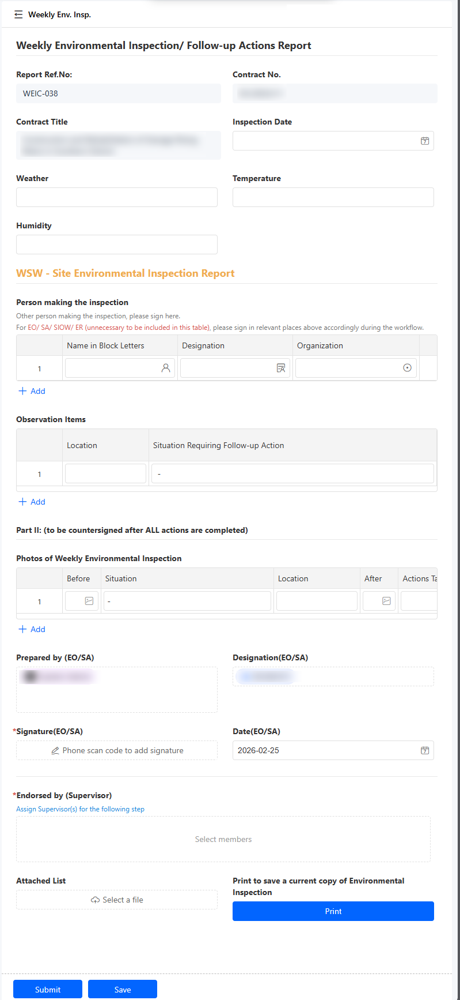 Weekly Env. Insp.
Weekly Environmental Inspection/ Follow-up Actions Report
Report Ref.No:
Contract No.
WEIC-038
Contract Title
Inspection Date
Weather
Temperature
Humidity
WSW - Site Environmental Inspection Report
Person making the inspection
Other person making the inspection, please sign here.
For EO/ SA/ SIOW/ ER (unnecessary to be included in this table), please sign in relevant places above accordingly during the workflow.
Name in Block Letters
Designation
Organization
1
Add
Observation Items
Location
Situation Requiring Follow-up Action
1
-
Add
Part II: (to be countersigned after ALL actions are completed)
Photos of Weekly Environmental Inspection
Before
Situation
Location
After
Actions Ta
1
-
Add
Prepared by (EO/SA)
Designation(EO/SA)
*Signature(EO/SA)
Date(EO/SA)
Phone scan code to add signature
2026-02-25
*Endorsed by (Supervisor)
Assign Supervisor(s) for the following step
Select members
Attached List
Print to save a current copy of Environmental
Inspection
Select a file
Print
Submit
Save